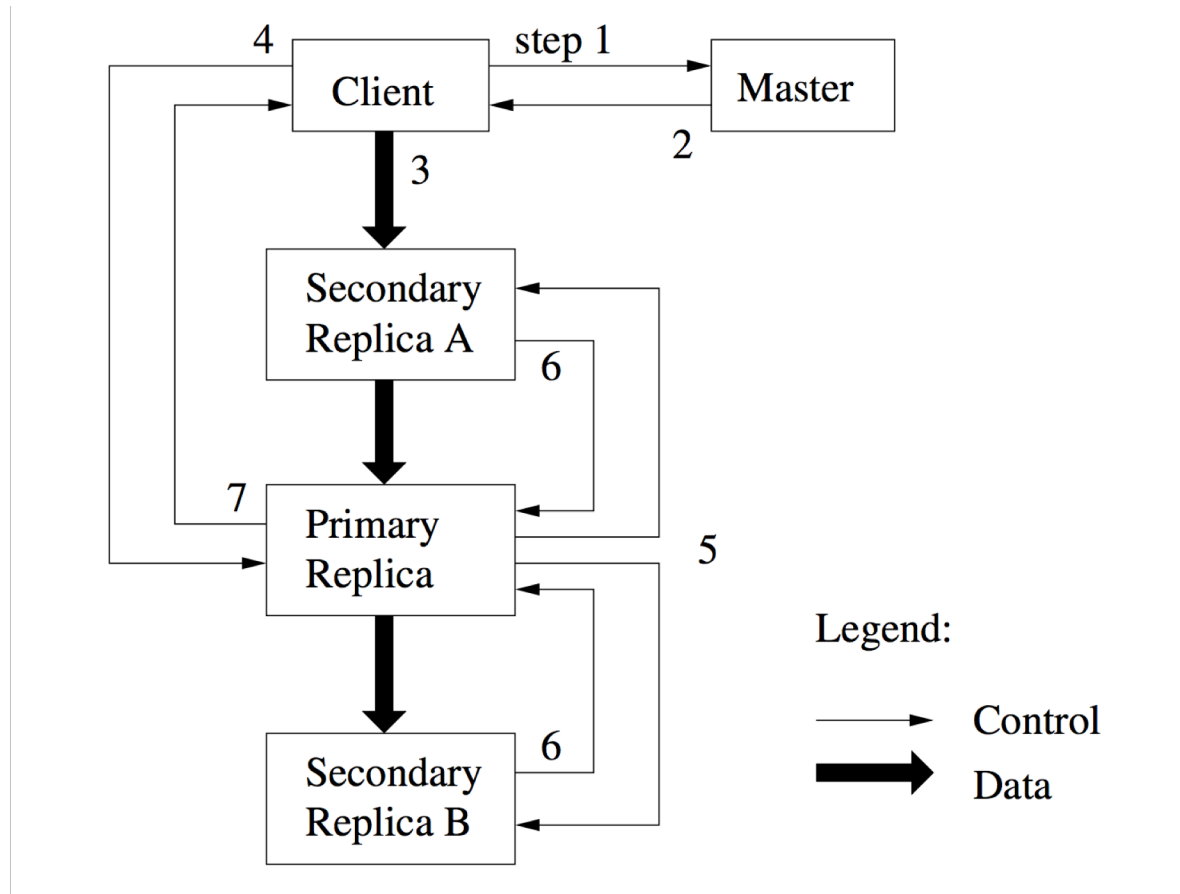 4
step 1
Client
Master
2
3
Secondary
Replica A
6
7
Primary
Replica
5
Legend:
Control
6
Secondary
Replica B
Data